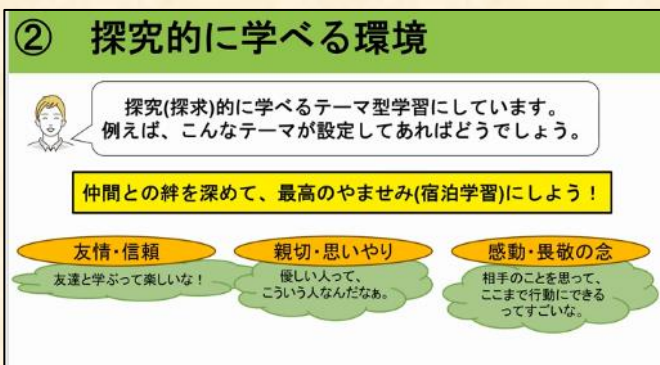 ② 探究的に学べる環境
探究(探求)的に学べるテーマ型学習にしています。
例えば、こんなテーマが設定してあればどうでしょう。
仲間との絆を深めて、最高のやませみ(宿泊学習)にしよう！
友情・信頼
友達と学ぶって楽しいな！
親切・思いやり
優しい人って、
こういう人なんだなぁ。
感動・畏敬の念
相手のことを思って、
ここまで行動にできる
ってすごいな。